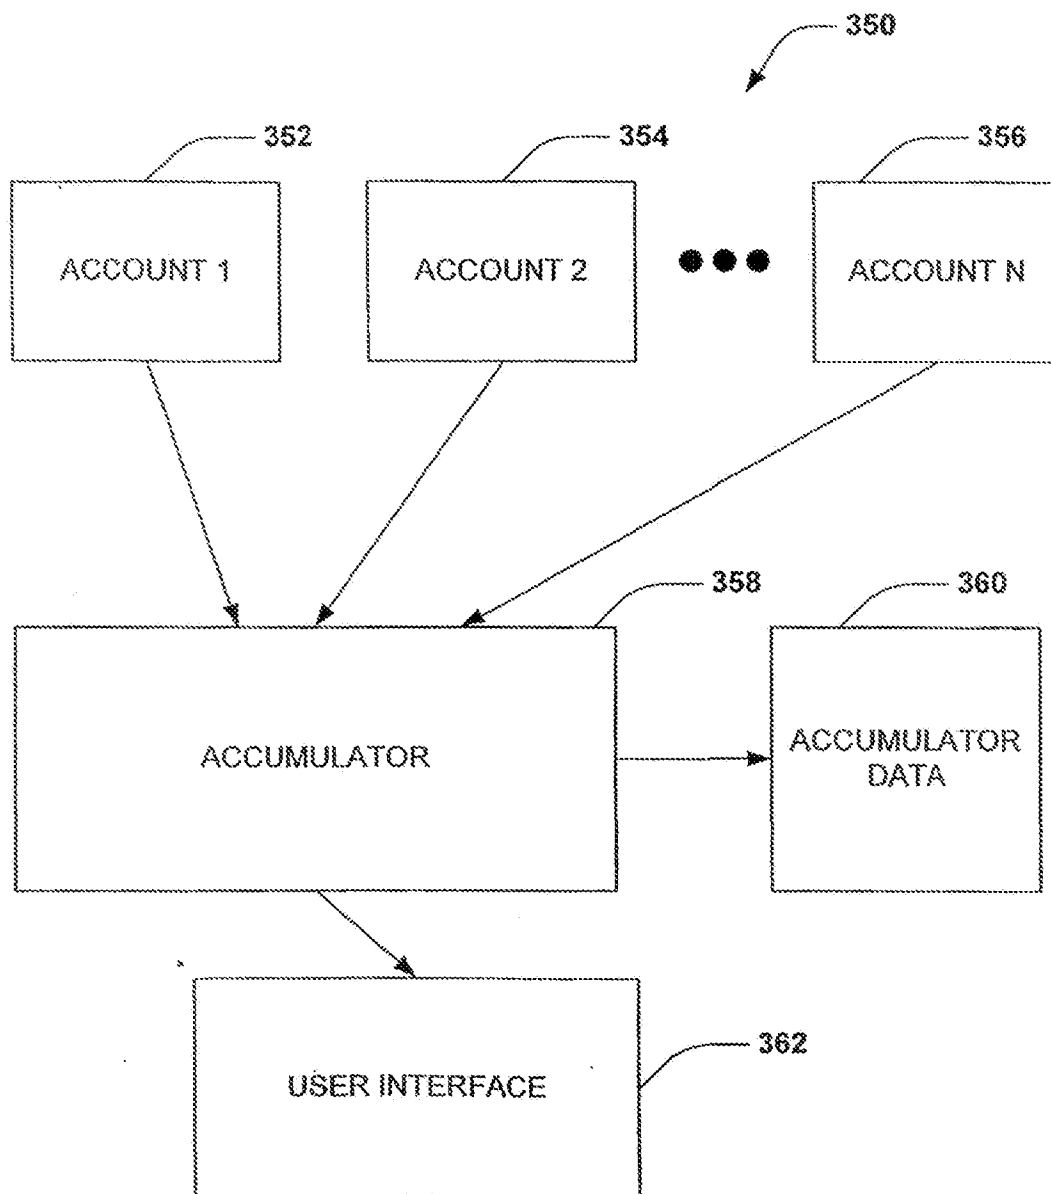 350
352
354
356
ACCOUNT 1
ACCOUNT 2
ACCOUNT N
358
360
ACCUMULATOR
ACCUMULATOR
DATA
362
USER INTERFACE